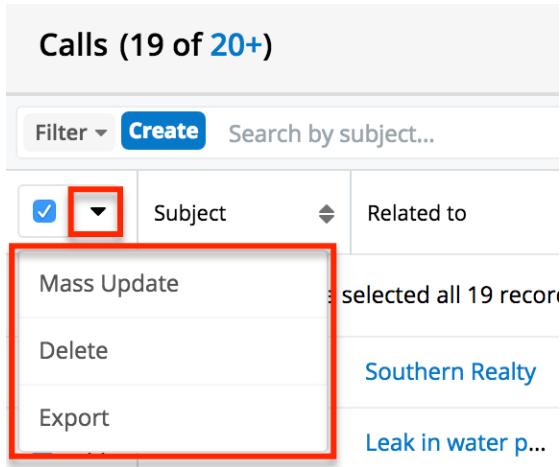 Calls (19 of 20+)
Filter Create Search by subject...
Subject Related to
Mass Update
selected all 19
Delete
Southern Realty
Export
Leak in water p...